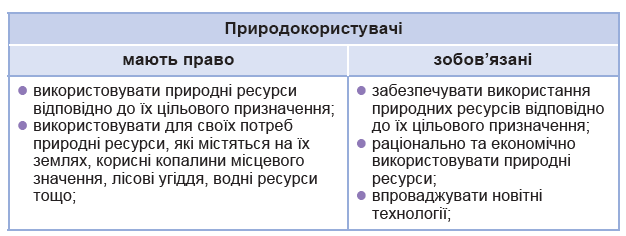 Природокористувачі
мають право
зобов’язані
● використовувати природні ресурси
відповідно до їх цільового призначення;
● використовувати для своїх потреб
природні ресурси, які містяться на їх
землях, корисні копалини місцевого
значення, лісові угіддя, водні ресурси
тощо;
● забезпечувати використання
природних ресурсів відповідно
до їх цільового призначення;
● раціонально та економічно
використовувати природні
ресурси;
● впроваджувати новітні
технології;